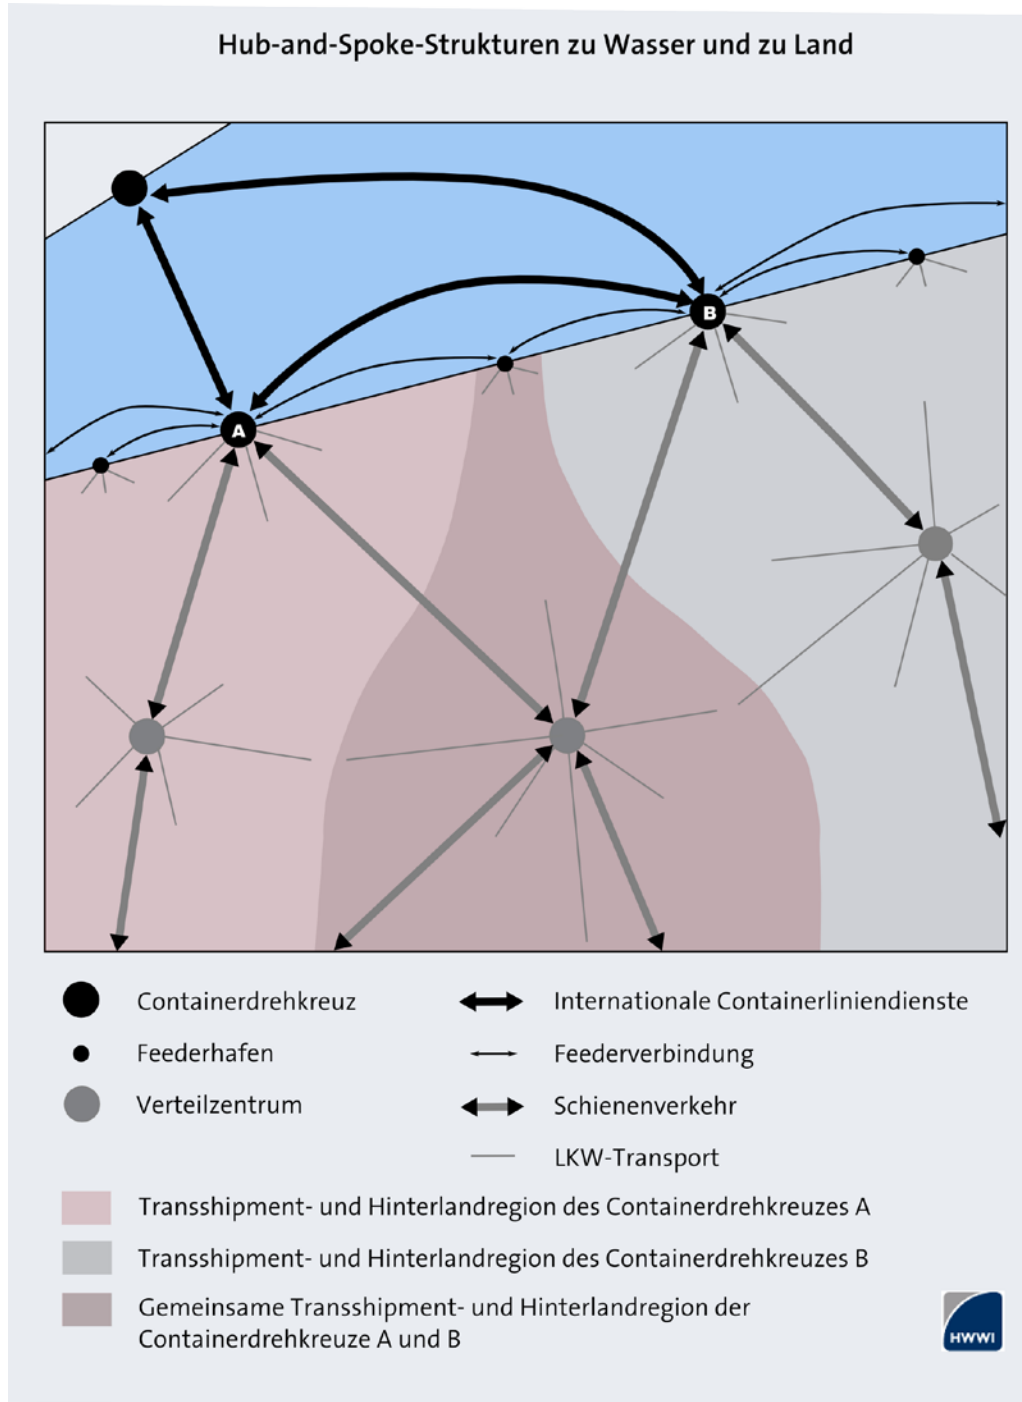 Hub-and-Spoke-Strukturen zu Wasser und zu Land
B
A
Containerdrehkreuz
Internationale Containerliniendienste
Feederhafen
Feederverbindung
Verteilzentrum
Schienenverkehr
LKW-Transport
Transshipment- und Hinterlandregion des Containerdrehkreuzes A
Transshipment- und Hinterlandregion des Containerdrehkreuzes B
Gemeinsame Transshipment- und Hinterlandregion der
Containerdrehkreuze A und B
HWWI